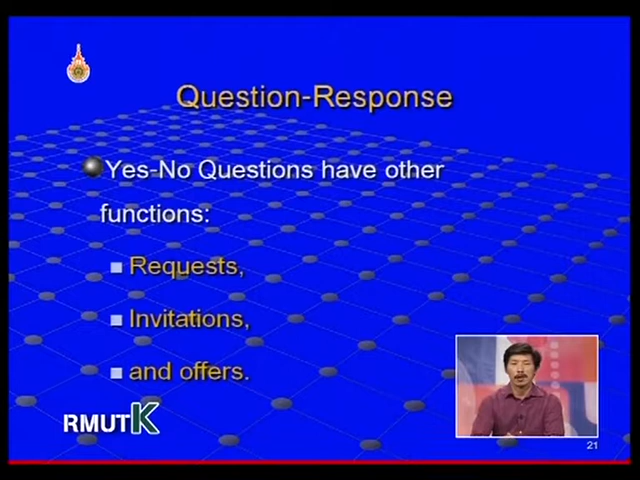 Question-Response
Yes-No Questions have other
functions:
Requests,
Invitations,
and offers.
RMUTK
21